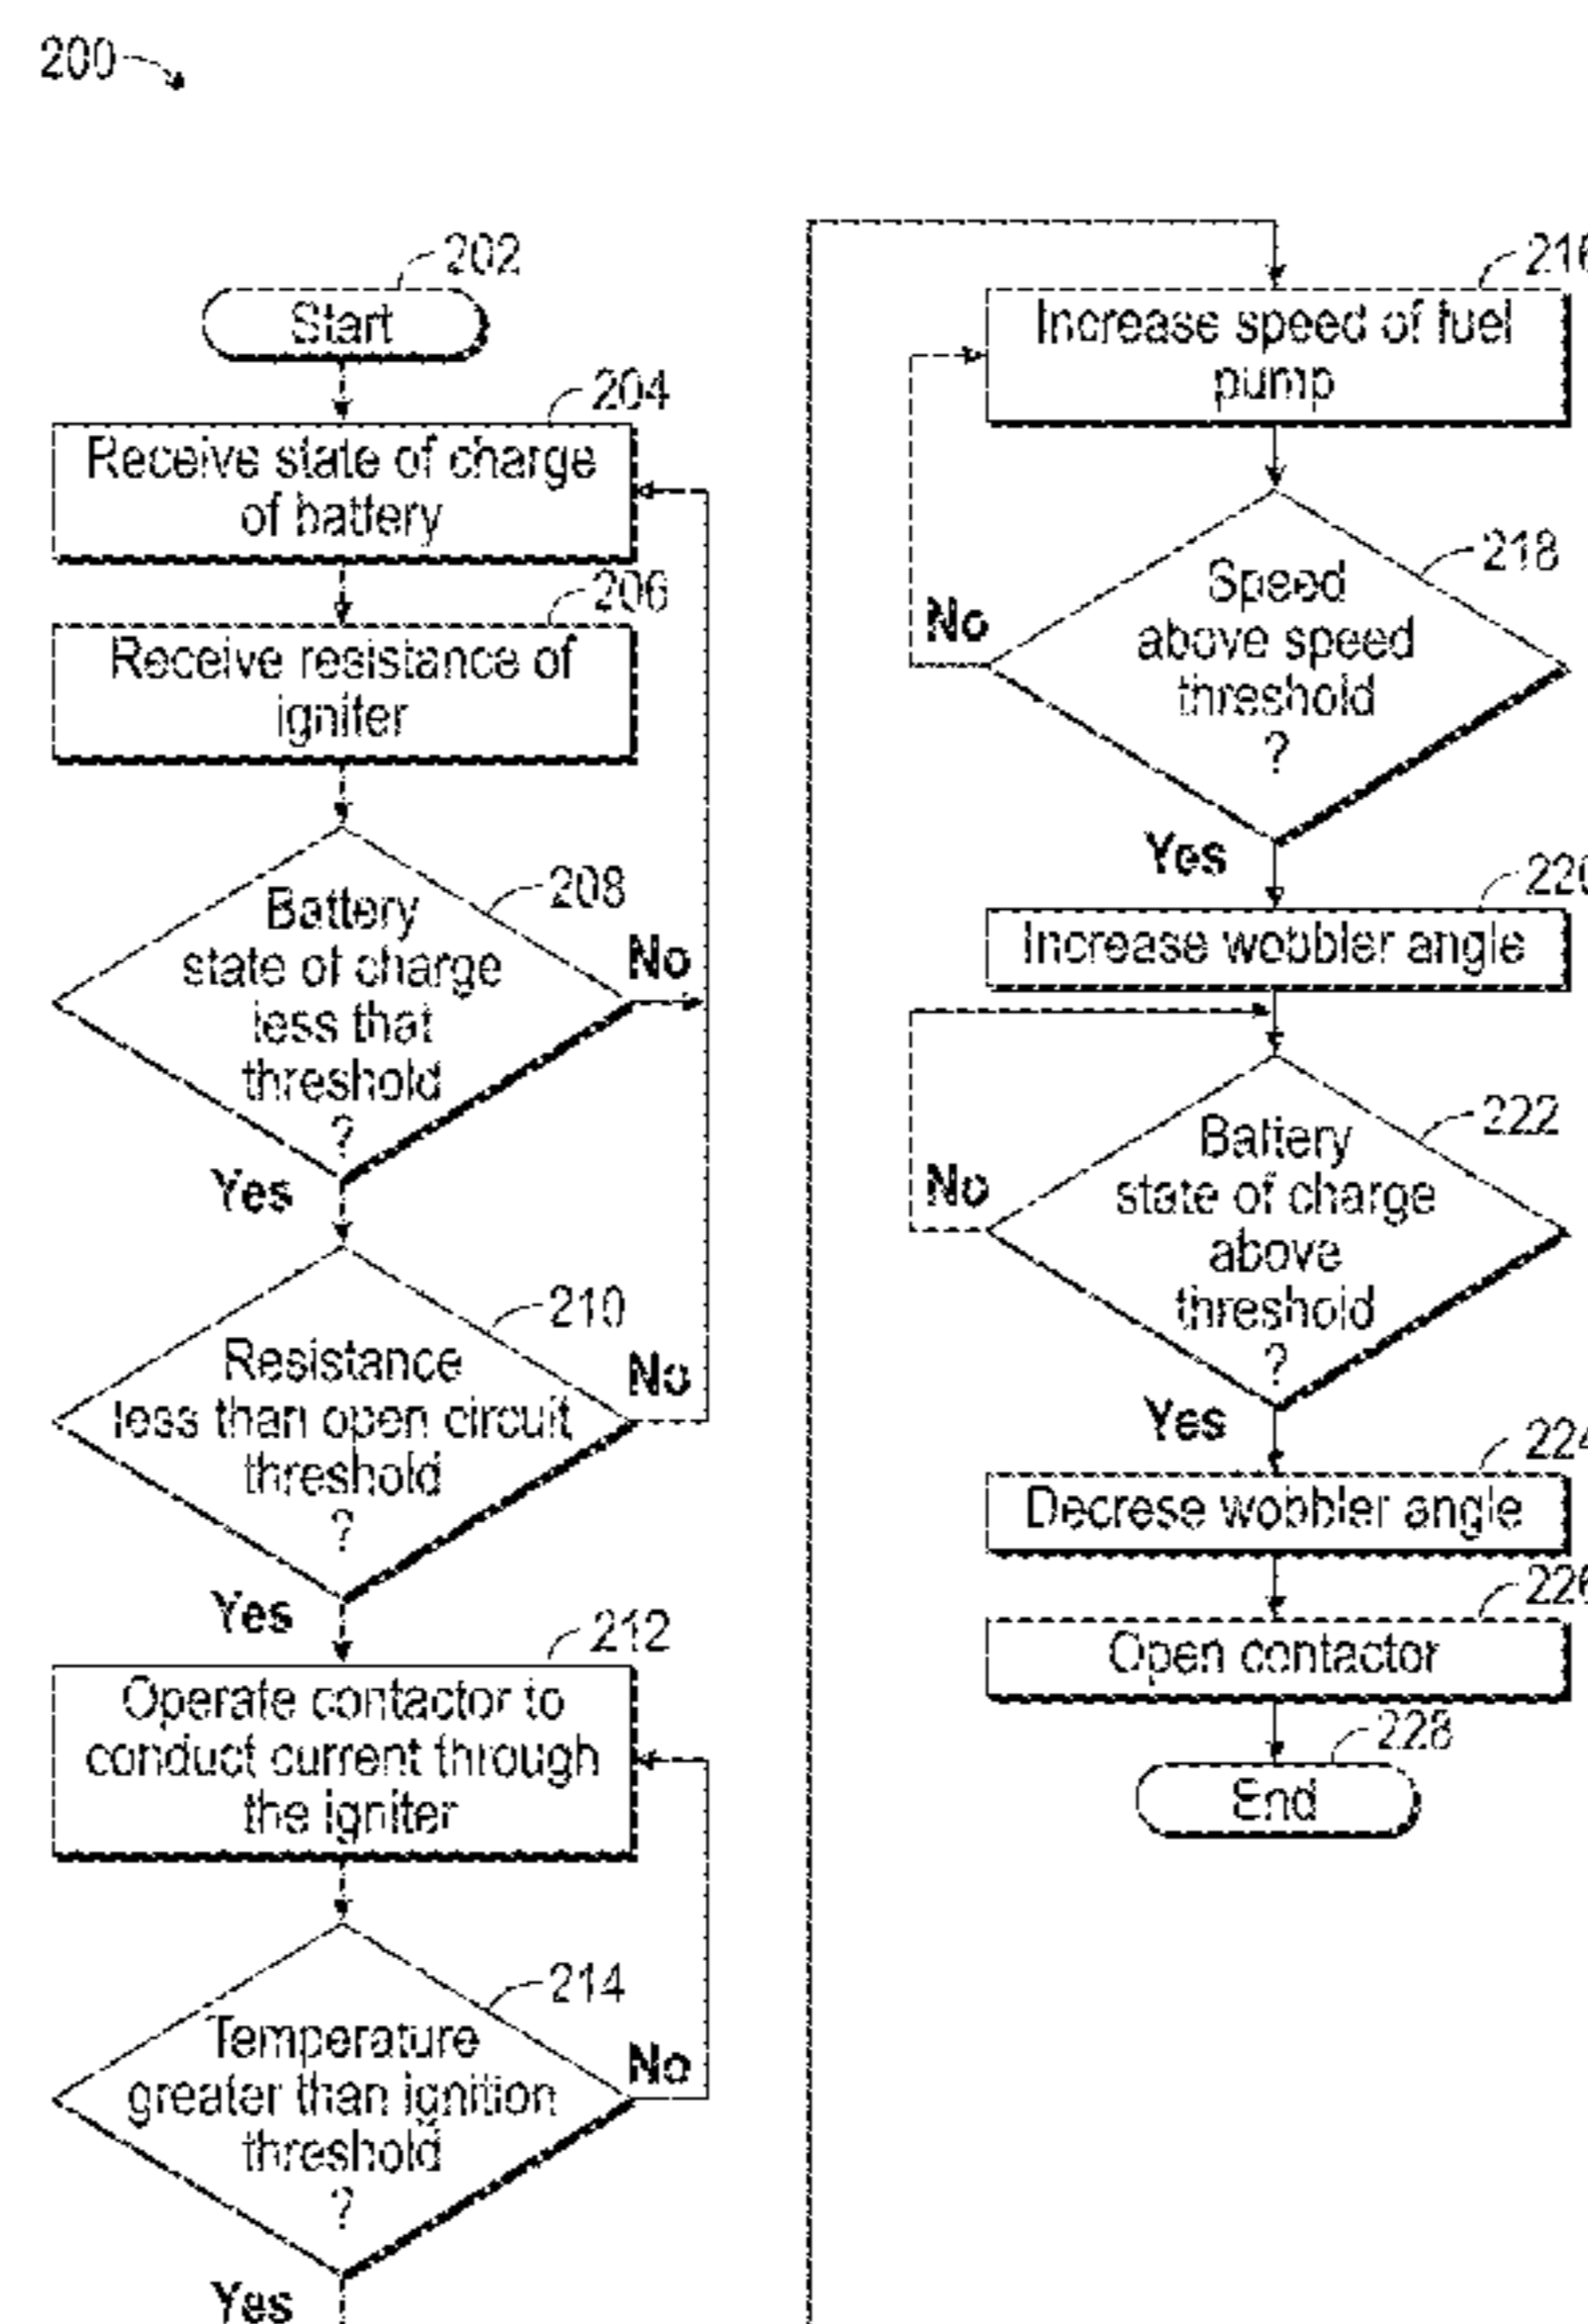 200
202
Start
204
Receive state of charge
of battery
206
Receive resistance of
igniter
208
Battery
state of charge
less that
threshold
?
No
Yes
210
Resistance
less than open circuit
threshold
?
No
Yes
212
Operate contactor to
conduct current through
the igniter
214
Temperature
greater than ignition
threshold
?
No
Yes
216
Increase speed of fuel
pump
218
Speed
above speed
threshold
?
No
Yes
220
Increase wobbler angle
222
Battery
state of charge
above
threshold
?
No
Yes
224
Decrese wobbler angle
226
Open contactor
228
End